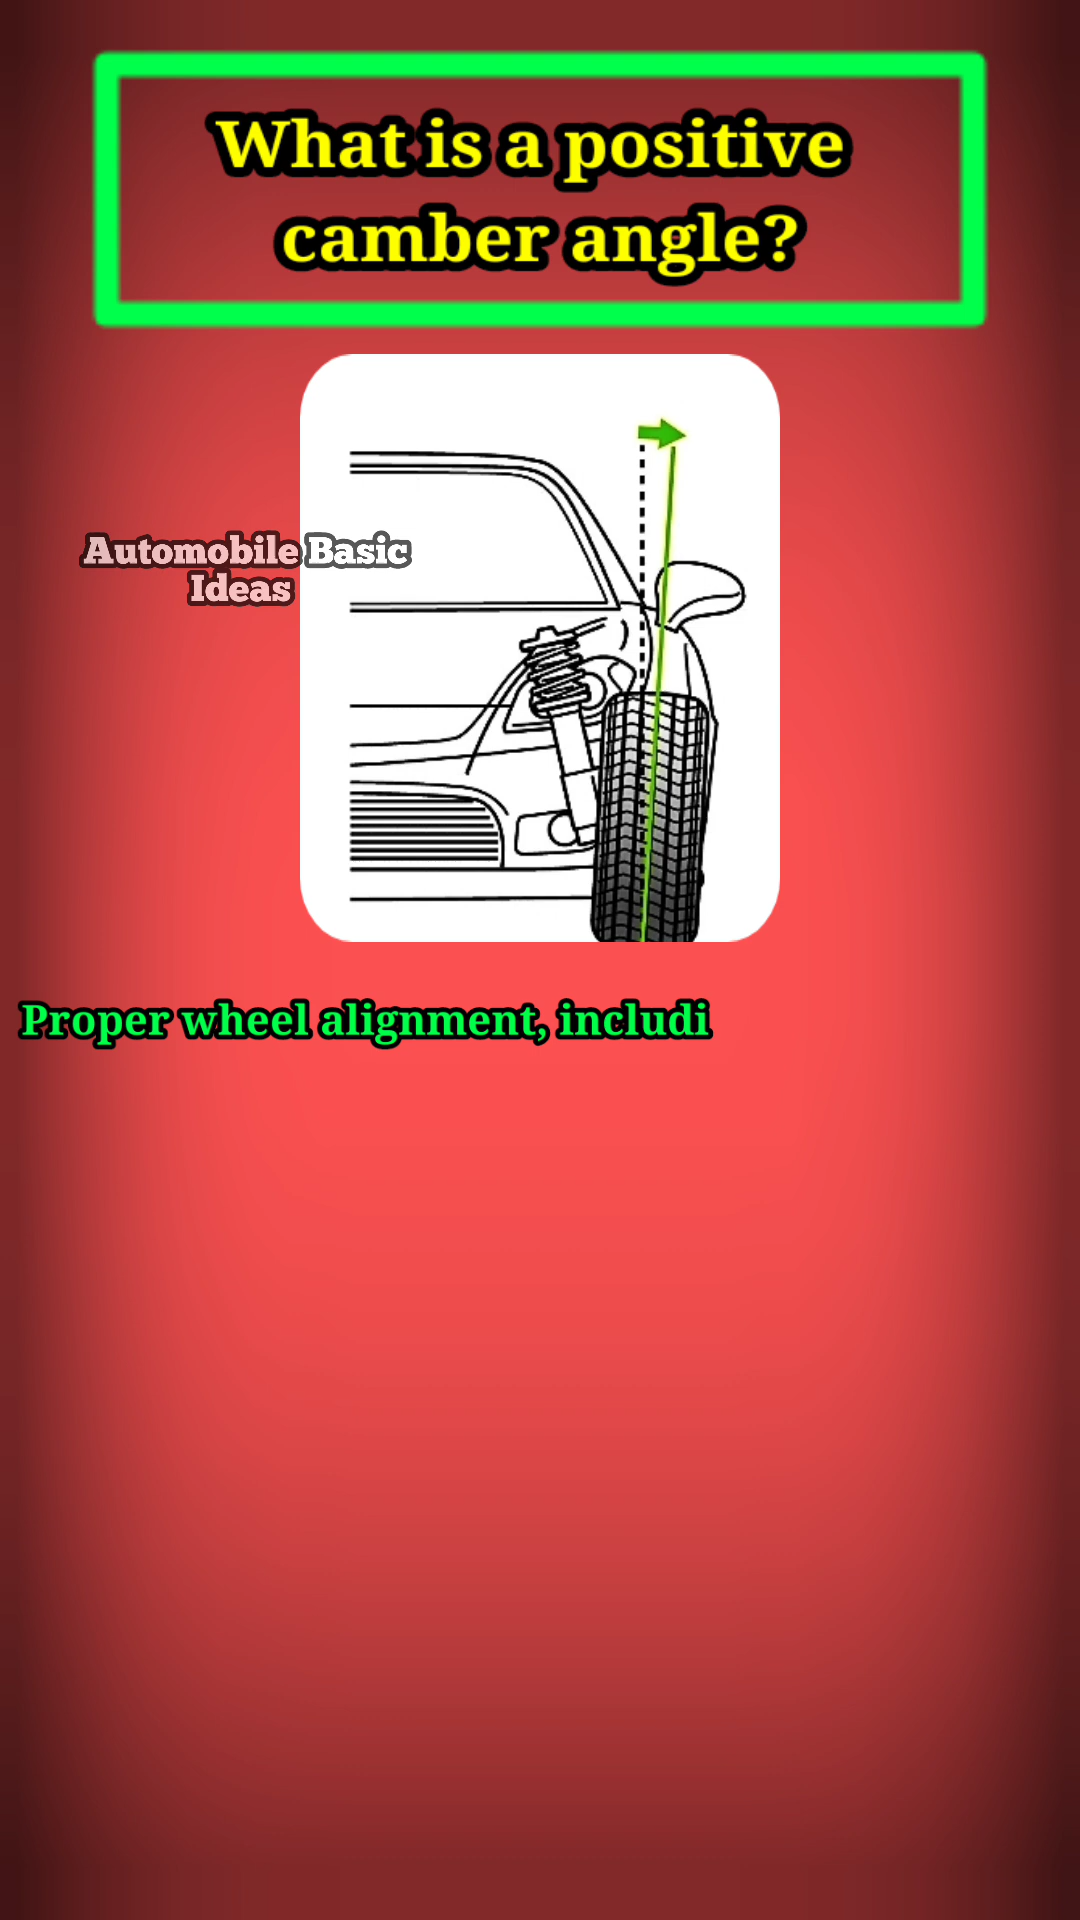 What is a positive
camber angle?
Automobile Basic
Ideas
Proper wheel alignment, includi